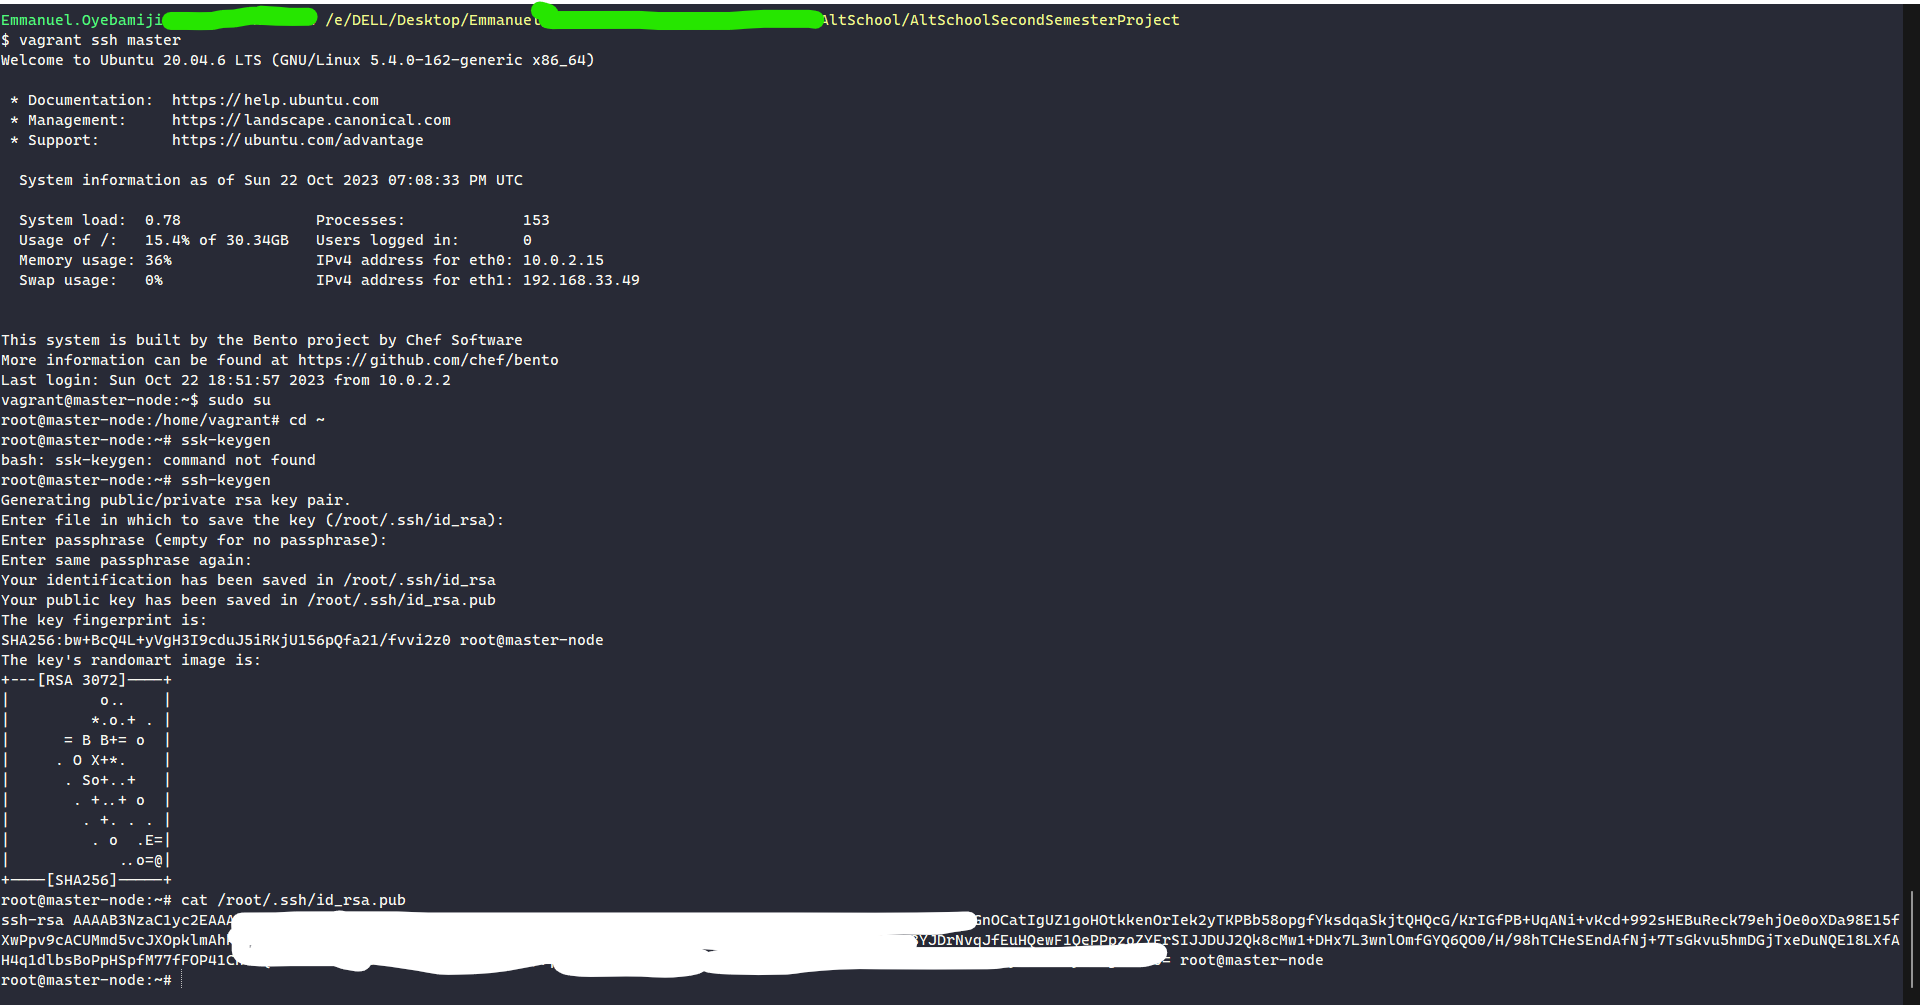 Emmanuel.Oyebamiji /e/DELL/Desktop/Emmanuel AltSchool/AltSchoolSecondSemesterProject
$ vagrant ssh master
Welcome to Ubuntu 20.04.6 LTS (GNU/Linux 5.4.0-162-generic x86_64)
* Documentation: https://help.ubuntu.com
* Management: https://landscape.canonical.com
* Support: https://ubuntu.com/advantage
System information as of Sun 22 Oct 2023 07:08:33 PM UTC
System load: 0.78 Processes: 153
Usage of /: 15.4% of 30.34GB Users logged in: 0
Memory usage: 36% IPv4 address for eth0: 10.0.2.15
Swap usage: 0% IPv4 address for eth1: 192.168.33.49
This system is built by the Bento project by Chef Software
More information can be found at https://github.com/chef/bento
Last login: Sun Oct 22 18:51:57 2023 from 10.0.2.2
vagrant@master-node:~$ sudo su
root@master-node:/home/vagrant# cd ~
root@master-node:~# ssk-keygen
bash: ssk-keygen: command not found
root@master-node:~# ssh-keygen
Generating public/private rsa key pair.
Enter file in which to save the key (/root/.ssh/id_rsa):
Enter passphrase (empty for no passphrase):
Enter same passphrase again:
Your identification has been saved in /root/.ssh/id_rsa
Your public key has been saved in /root/.ssh/id_rsa.pub
The key fingerprint is:
SHA256:bw+BcQ4L+yVgH3I9cduJ5iRKjU156pQfa21/fvvi2z0 root@master-node
The key's randomart image is:
+---[RSA 3072]----+
|          o..    |
|         *.o.+ . |
|      = B B+= o  |
|     . O X+*.    |
|      . So+..+   |
|       . +..+ o  |
|        . +. . . |
|         . o  .E=|
|            ..o=@|
+----[SHA256]-----+
root@master-node:~# cat /root/.ssh/id_rsa.pub
ssh-rsa AAAAB3NzaC1yc2EAAA GnOCatIgUZ1goHOtkkenOrIek2yTKPBb58opgfYksdqaSkjtQHQcG/KrIGfPB+UqANi+vKcd+992sHEBuReck79ehjOe0oXDa98E15f
XwPpv9cACUMmd5vcJXOpklmAh YJDrNvqJfEuHQewF1QePPpzoZYFrSIJJDUJ2Qk8cMw1+DHx7L3wnlOmfGYQ6QO0/H/98hTCHeSEndAfNj+7TsGkvu5hmDGjTxeDuNQE18LXfA
H4q1dlbsBoPpHSpfM77fFOP41C = root@master-node
root@master-node:~#